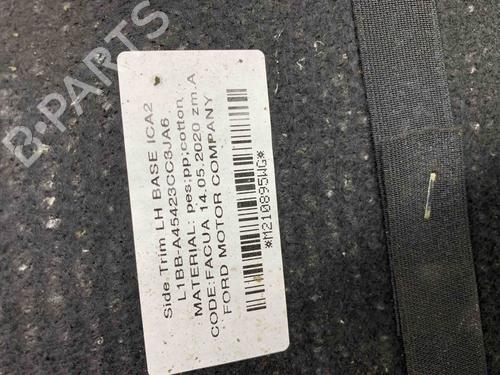 Side Trim LH BASE ICA2
L1BB-A45423CC3JA6
MATERIAL: pes;pp;cotton
CODE:FACUA 14.05.2020 zm.A
FORD MOTOR COMPANY
*M210895WG*
B-PARTS